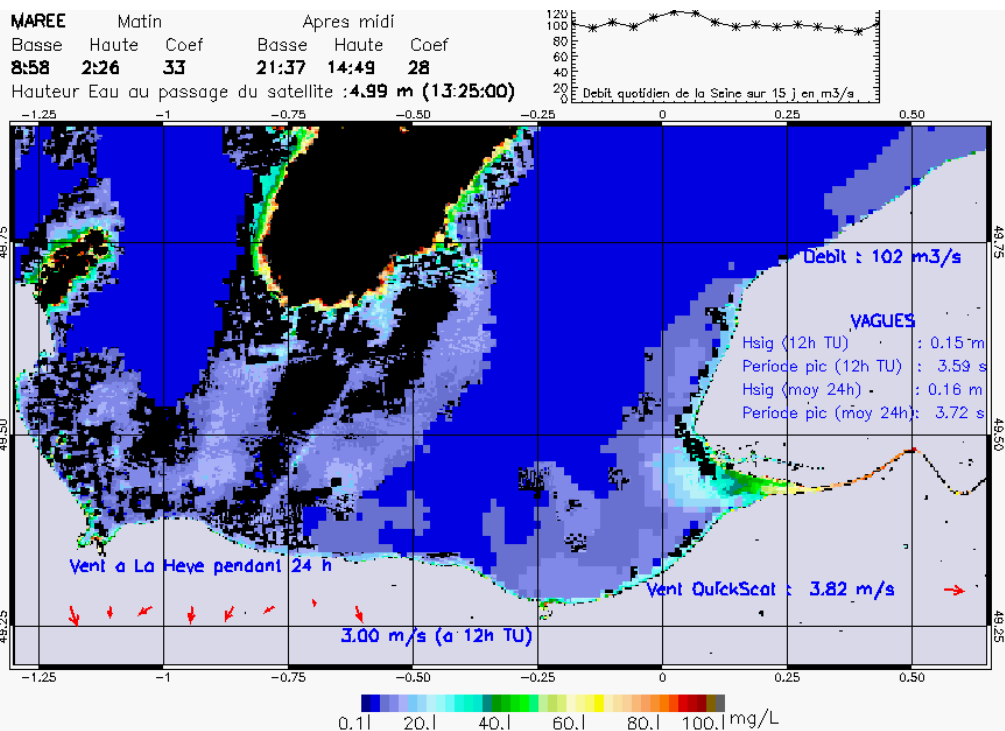 MAREE Matin Apres midi
Basse Haute Coef Basse Haute Coef
8:58 2:26 33 21:37 14:49 28
Hauteur Eau au passage du satellite :4.99 m (13:25:00)
120
100
80
60
40
20
0
Debit quotidien de la Seine sur 15 j en m3/s
-1.25 -1 -0.75 -0.50 -0.25 0 0.25 0.50
49.75 49.75
Debit : 102 m3/s
VAGUES
Hsig (12h TU) : 0.15 m
Periode pic (12h TU) : 3.59 s
Hsig (moy 24h) : 0.16 m
Periode pic (moy 24h): 3.72 s
49.50 49.50
Vent a La Heve pendant 24 h
Vent QuickScat : 3.82 m/s
49.25 49.25
3.00 m/s (a 12h TU)
-1.25 -1 -0.75 -0.50 -0.25 0 0.25 0.50
0.1 20.1 40.1 60.1 80.1 100.1 mg/L